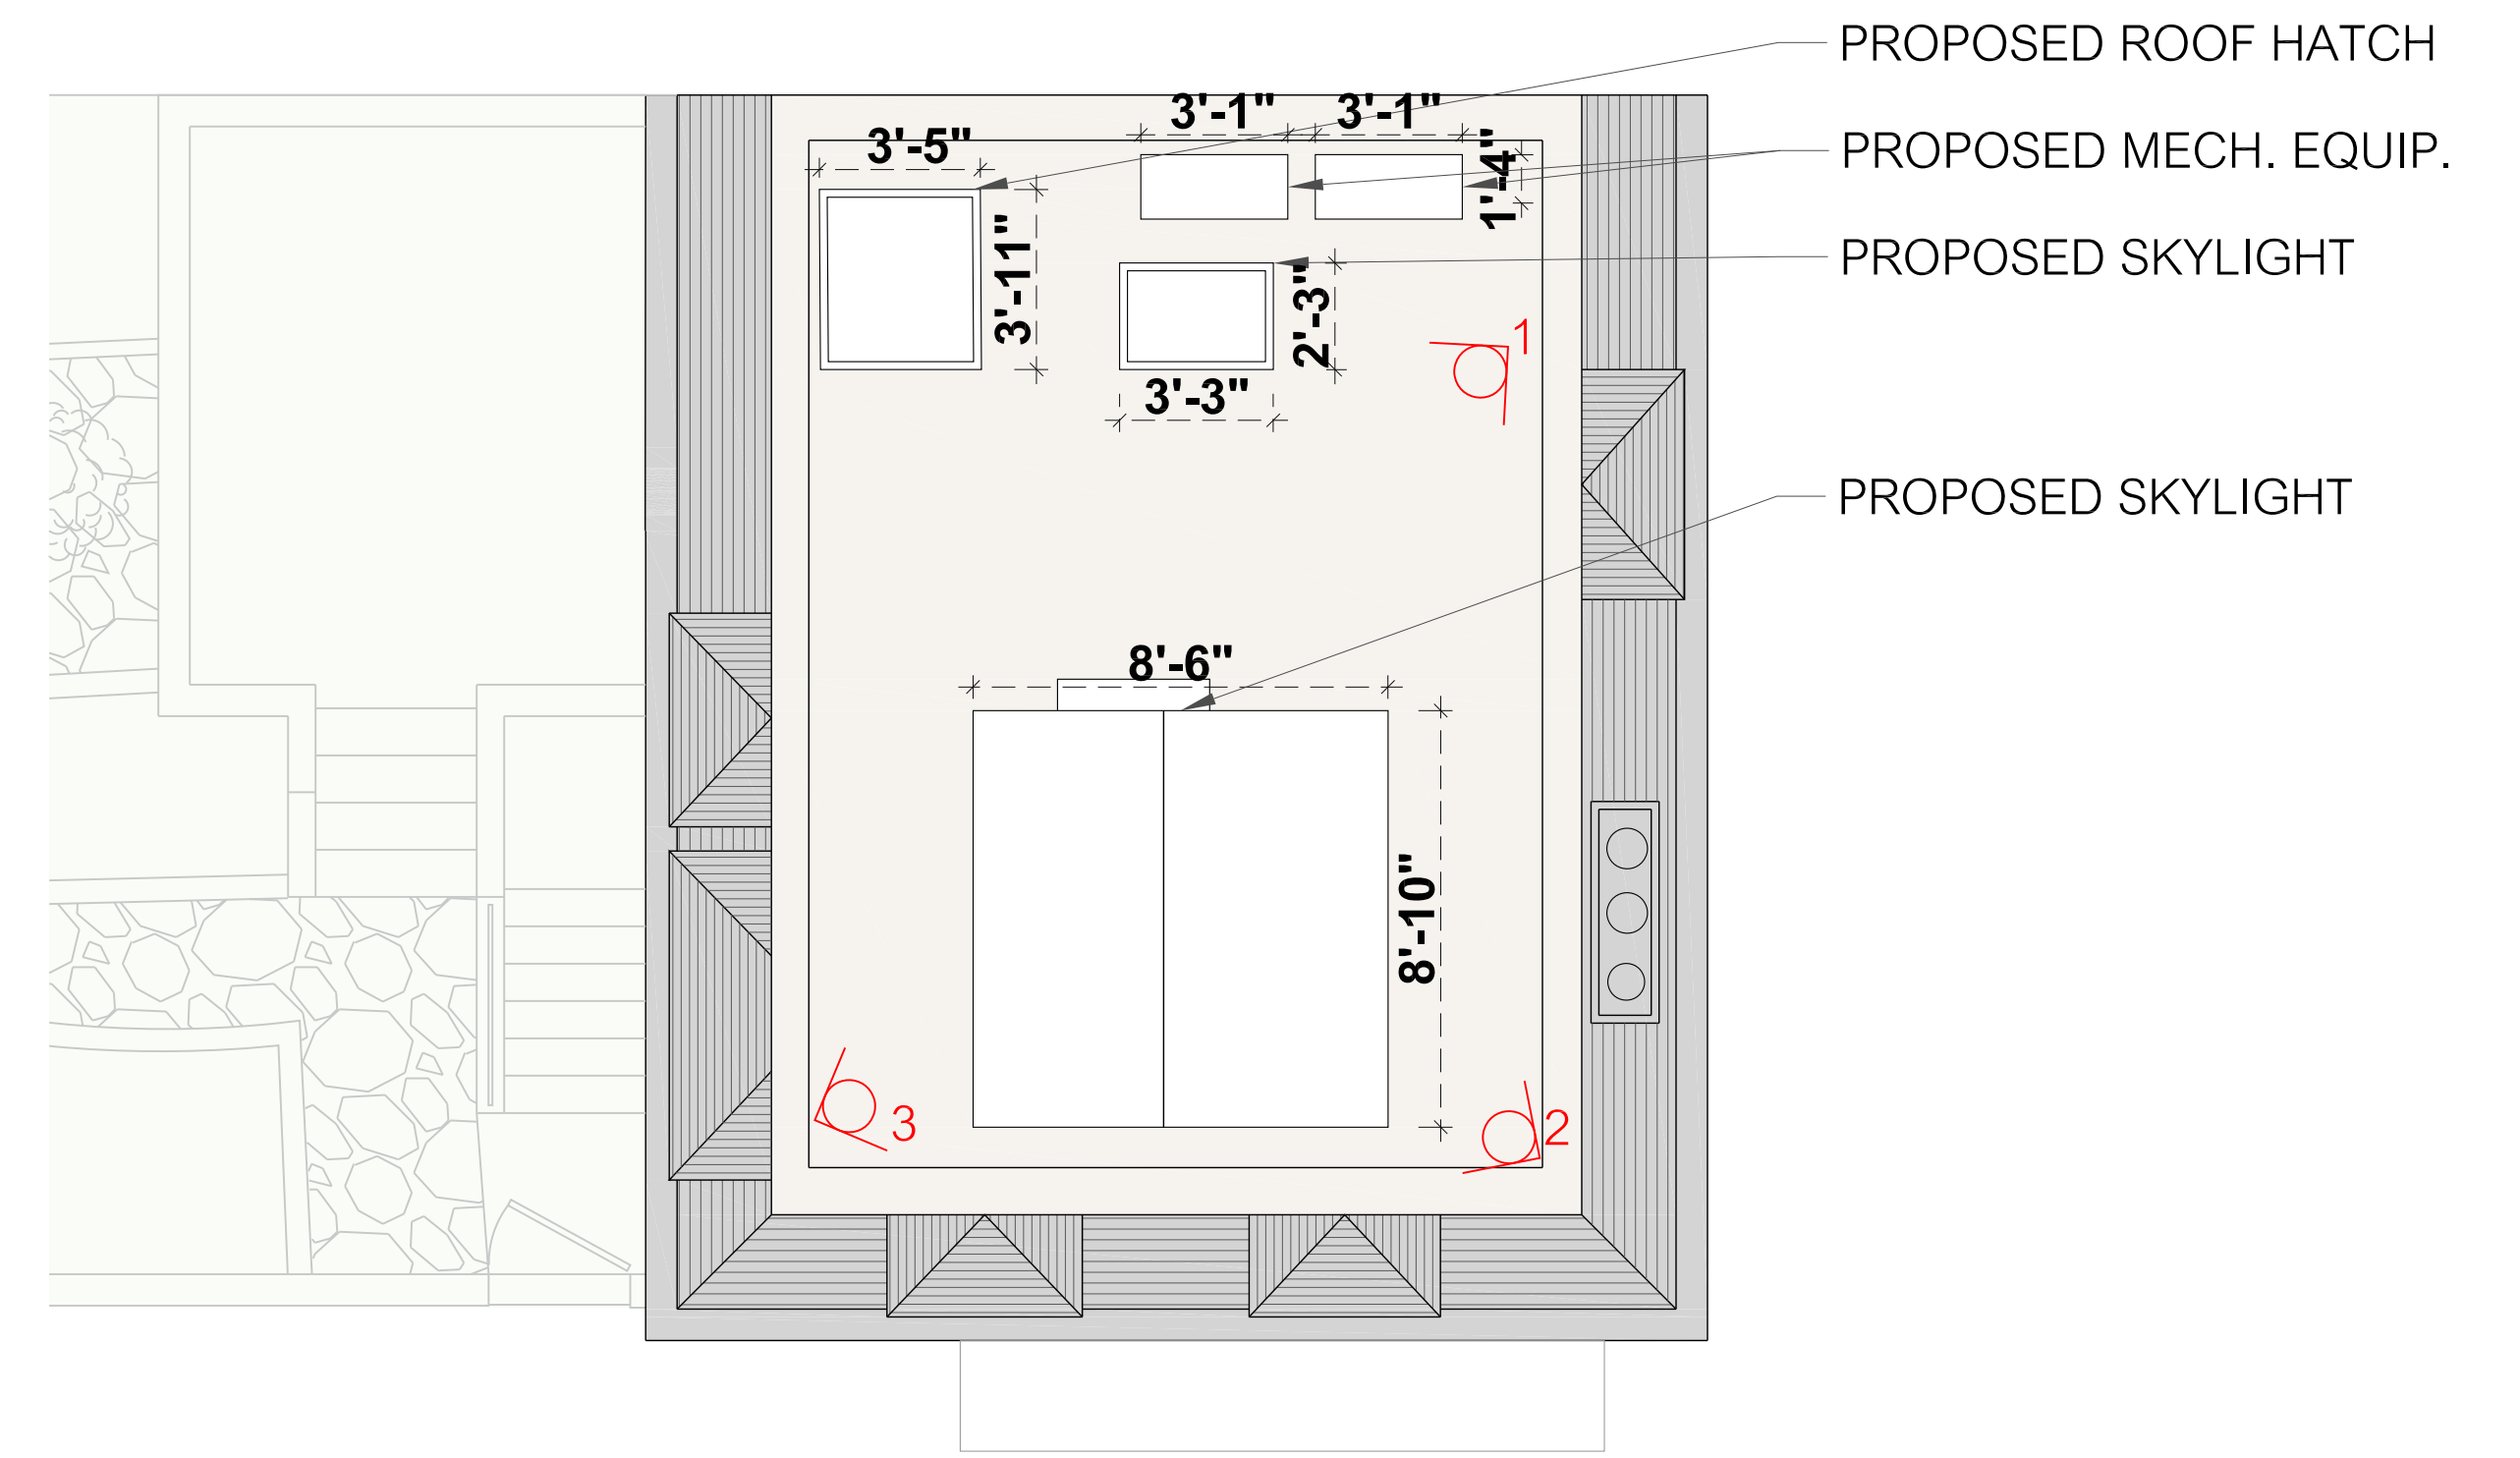 PROPOSED ROOF HATCH
PROPOSED MECH. EQUIP.
PROPOSED SKYLIGHT
PROPOSED SKYLIGHT
3'-1" 3'-1"
3'-5"
1'-4"
3'-11"
2'-3"
1
3'-3"
8'-6"
8'-10"
3
2